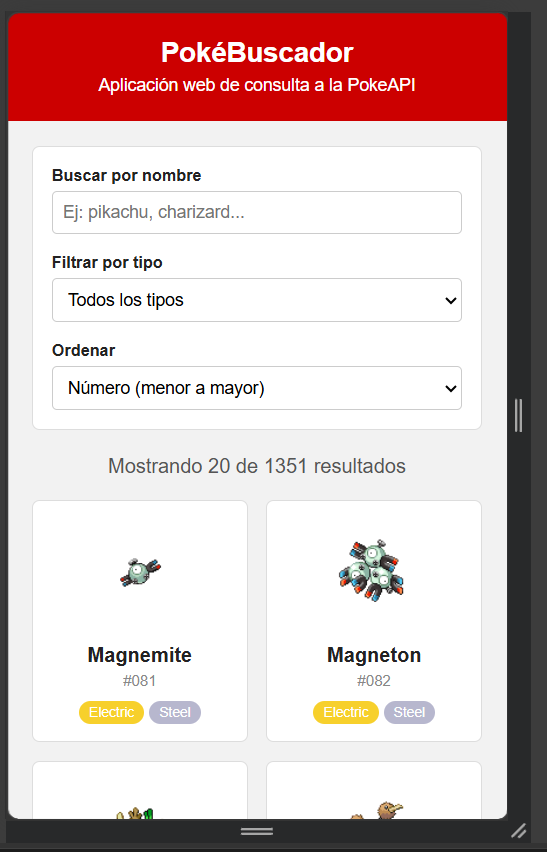 PokéBuscador
Aplicación web de consulta a la PokeAPI
Buscar por nombre
Ej: pikachu, charizard...
Filtrar por tipo
Todos los tipos
Ordenar
Número (menor a mayor)
Mostrando 20 de 1351 resultados
Magnemite
#081
Electric Steel
Magneton
#082
Electric Steel